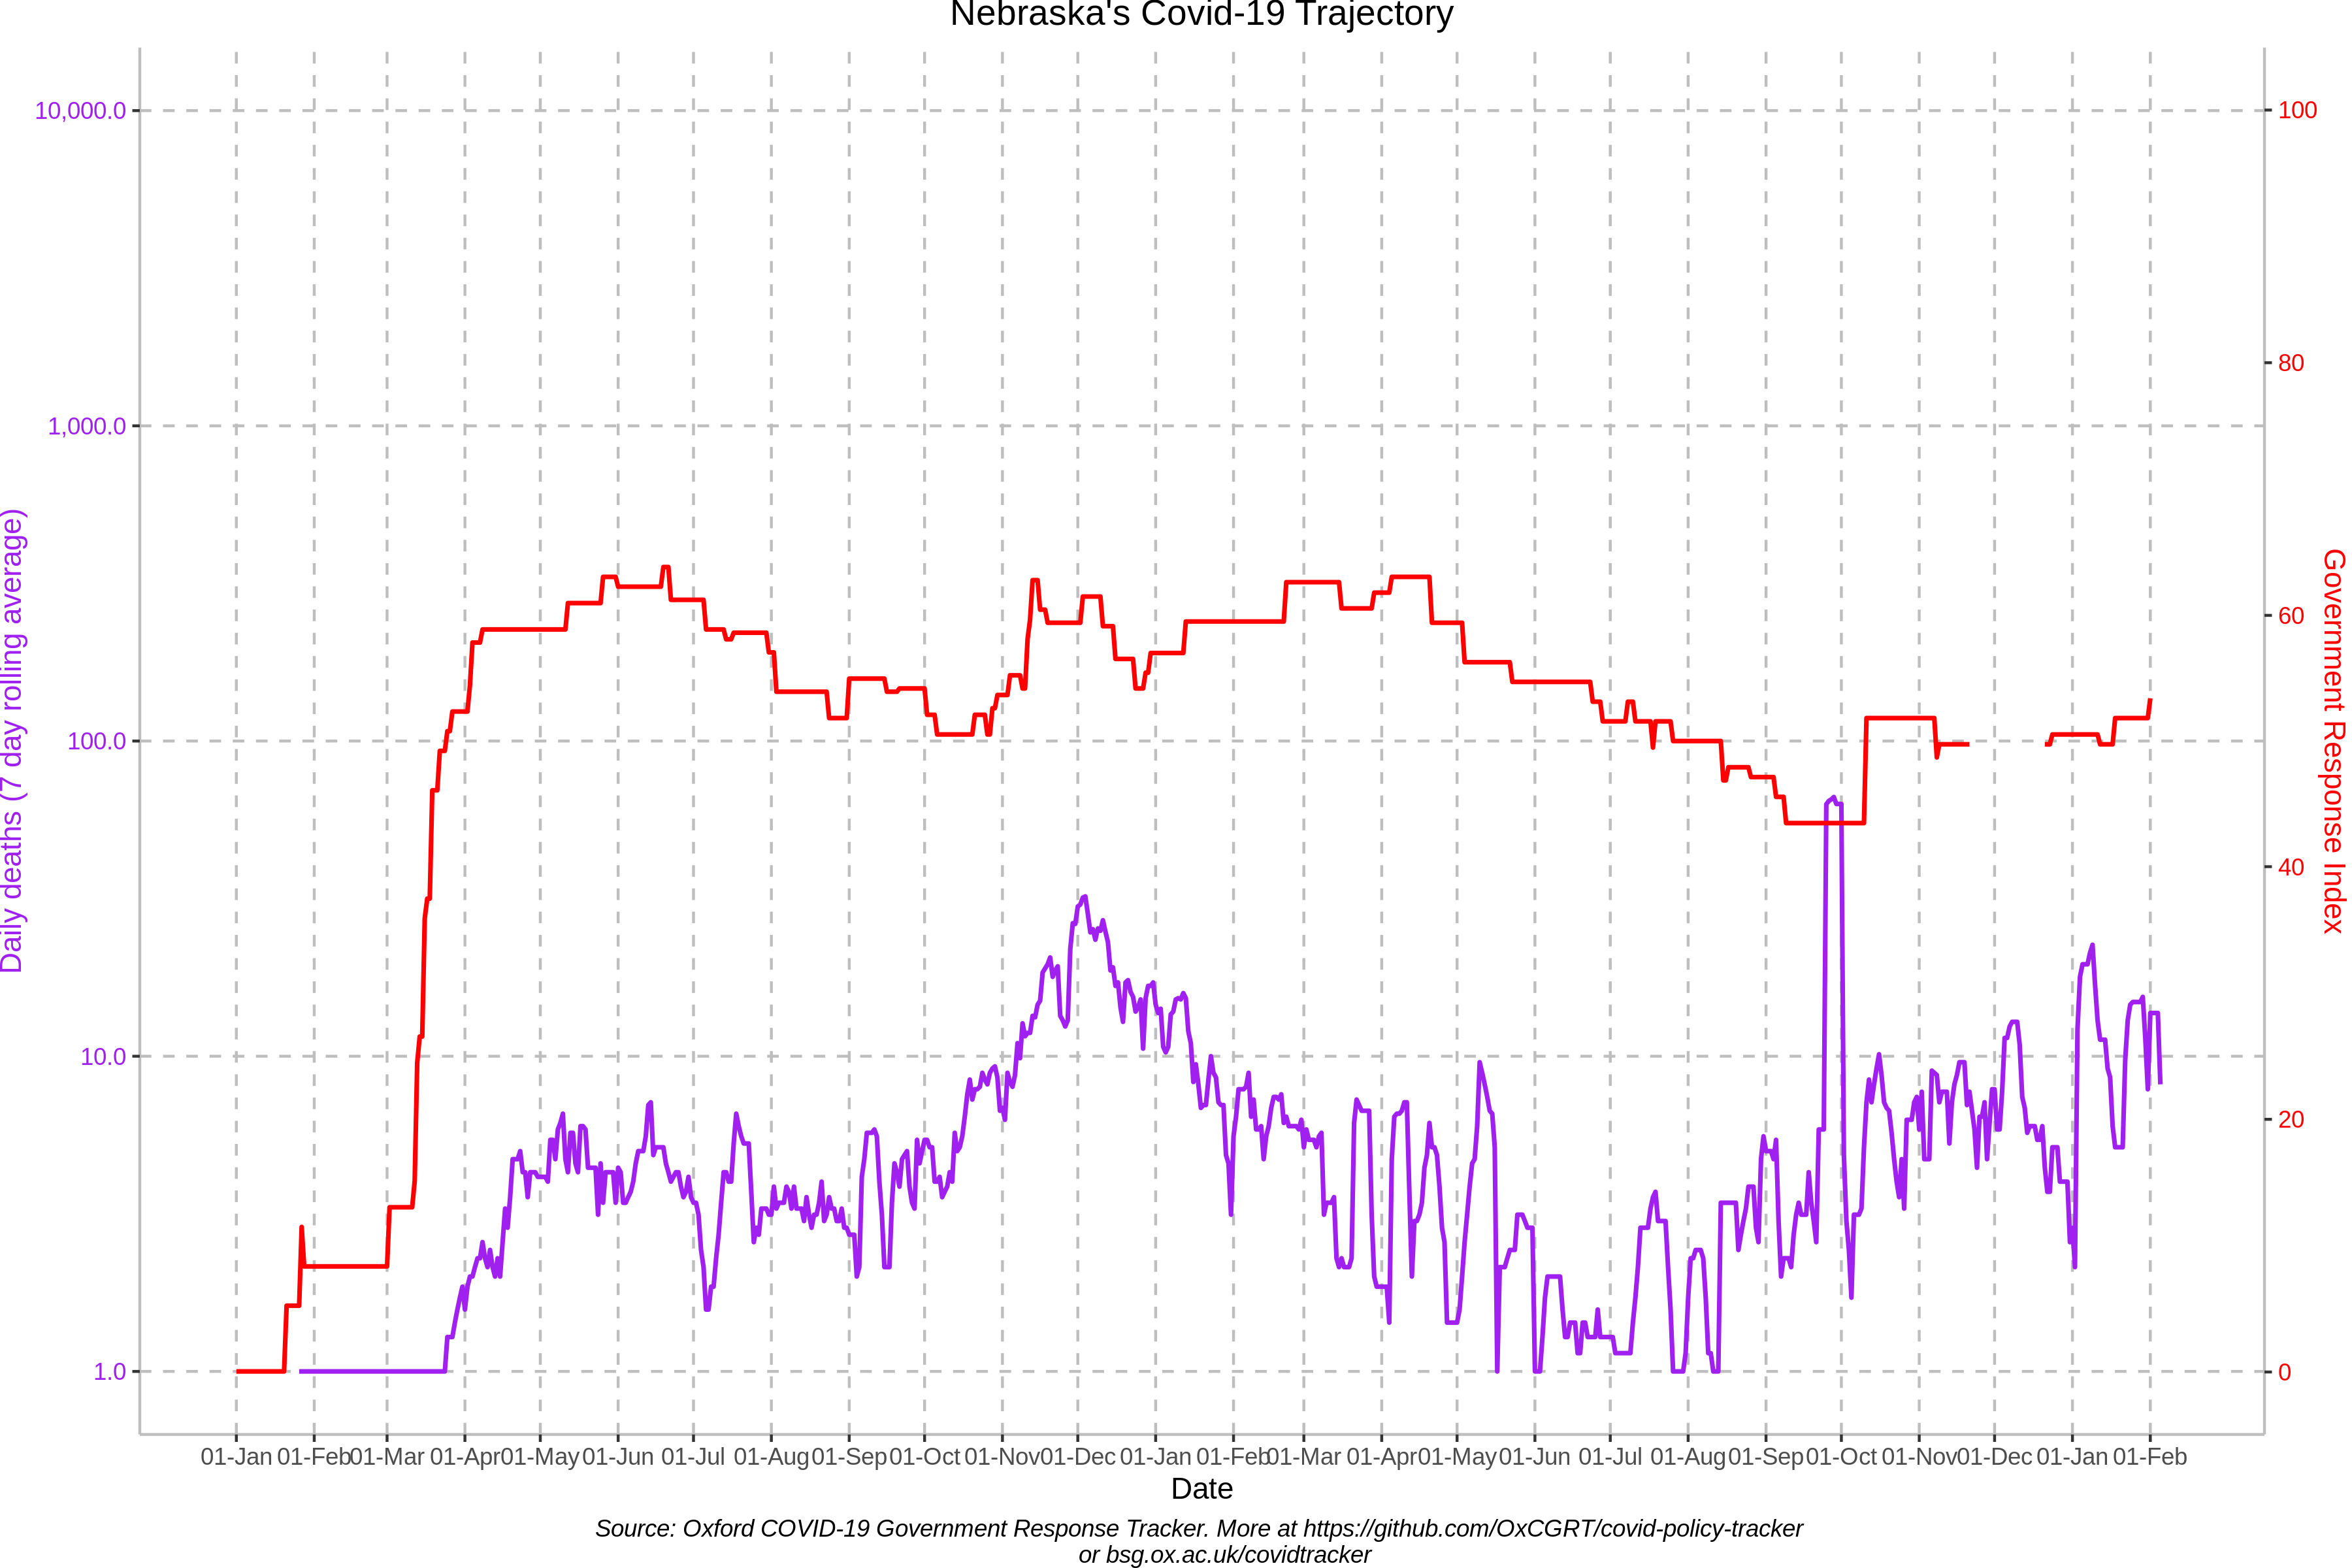 Nebraska's Covid-19 Trajectory
10,000.0
1,000.0
100.0
10.0
1.0
Daily deaths (7 day rolling average)
100
80
60
40
20
0
Government Response Index
01-Jan 01-Feb 01-Mar 01-Apr 01-May 01-Jun 01-Jul 01-Aug 01-Sep 01-Oct 01-Nov 01-Dec 01-Jan 01-Feb 01-Mar 01-Apr 01-May 01-Jun 01-Jul 01-Aug 01-Sep 01-Oct 01-Nov 01-Dec 01-Jan 01-Feb
Date
Source: Oxford COVID-19 Government Response Tracker. More at https://github.com/OxCGRT/covid-policy-tracker
or bsg.ox.ac.uk/covidtracker